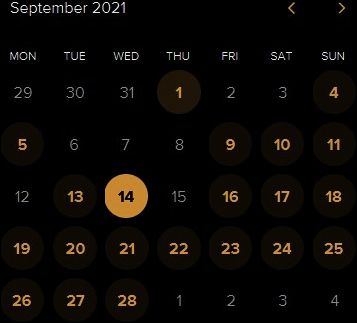 September 2021
MON TUE WED THU FRI SAT SUN
29 30 31 1 2 3 4
5 6 7 8 9 10 11
12 13 14 15 16 17 18
19 20 21 22 23 24 25
26 27 28 1 2 3 4